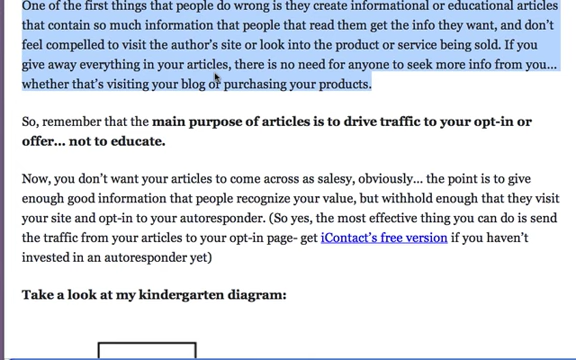 One of the first things that people do wrong is they create informational or educational articles
that contain so much information that people that read them get the info they want, and don't
feel compelled to visit the author's site or look into the product or service being sold. If you
give away everything in your articles, there is no need for anyone to seek more info from you...
whether that's visiting your blog or purchasing your products.
So, remember that the main purpose of articles is to drive traffic to your opt-in or
offer... not to educate.
Now, you don't want your articles to come across as salesy, obviously... the point is to give
enough good information that people recognize your value, but withhold enough that they visit
your site and opt-in to your autoresponder. (So yes, the most effective thing you can do is send
the traffic from your articles to your opt-in page- get iContact's free version if you haven't
invested in an autoresponder yet)
Take a look at my kindergarten diagram: